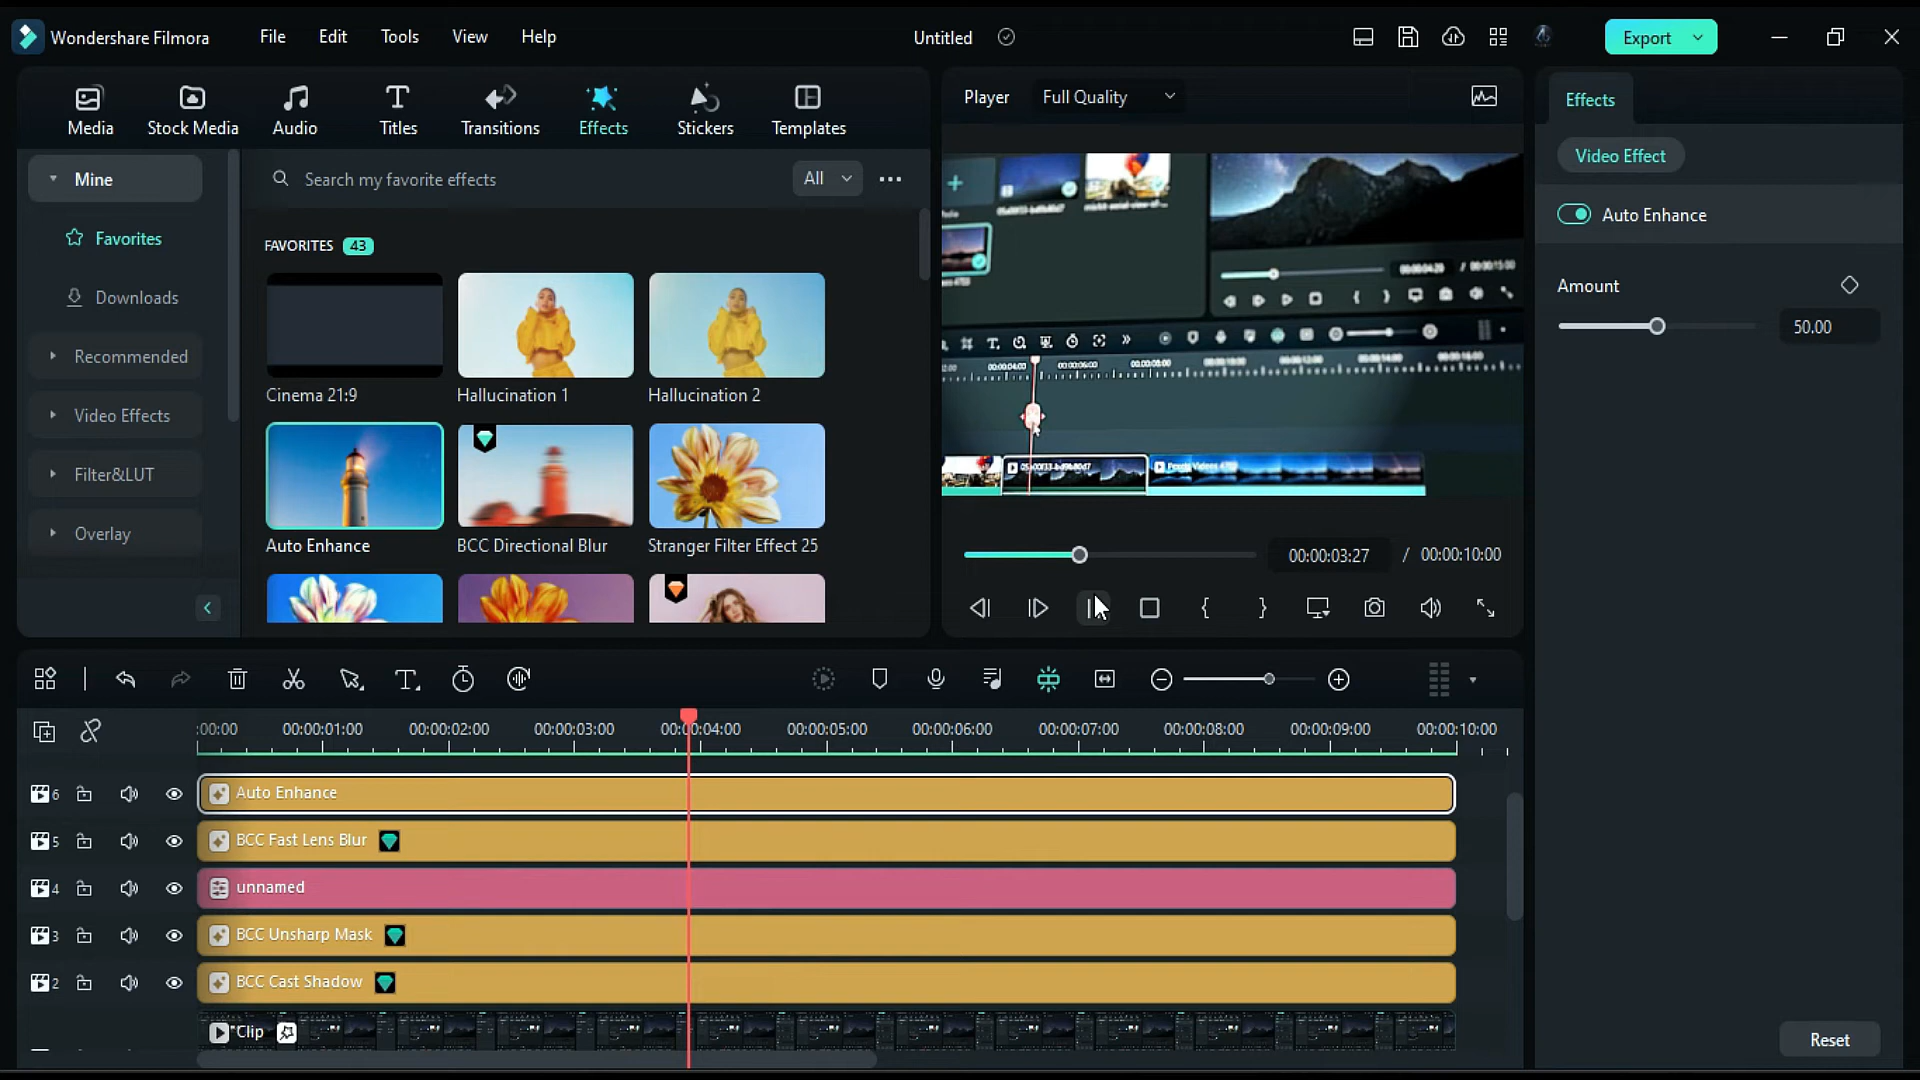 Wondershare Filmora
File
Edit
Tools
View
Help
Untitled
Export
Media
Stock Media
Audio
Titles
Transitions
Effects
Stickers
Templates
Mine
Favorites
Downloads
Recommended
Video Effects
Filter&LUT
Overlay
Search my favorite effects
All
FAVORITES 43
Cinema 21:9
Hallucination 1
Hallucination 2
Auto Enhance
BCC Directional Blur
Stranger Filter Effect 25
Player
Full Quality
00:00:03:27 / 00:00:10:00
Effects
Video Effect
Auto Enhance
Amount
50.00
Reset
:00:00
00:00:01:00
00:00:02:00
00:00:03:00
00:00:04:00
00:00:05:00
00:00:06:00
00:00:07:00
00:00:08:00
00:00:09:00
00:00:10:00
6
Auto Enhance
5
BCC Fast Lens Blur
4
unnamed
3
BCC Unsharp Mask
2
BCC Cast Shadow
"Clip